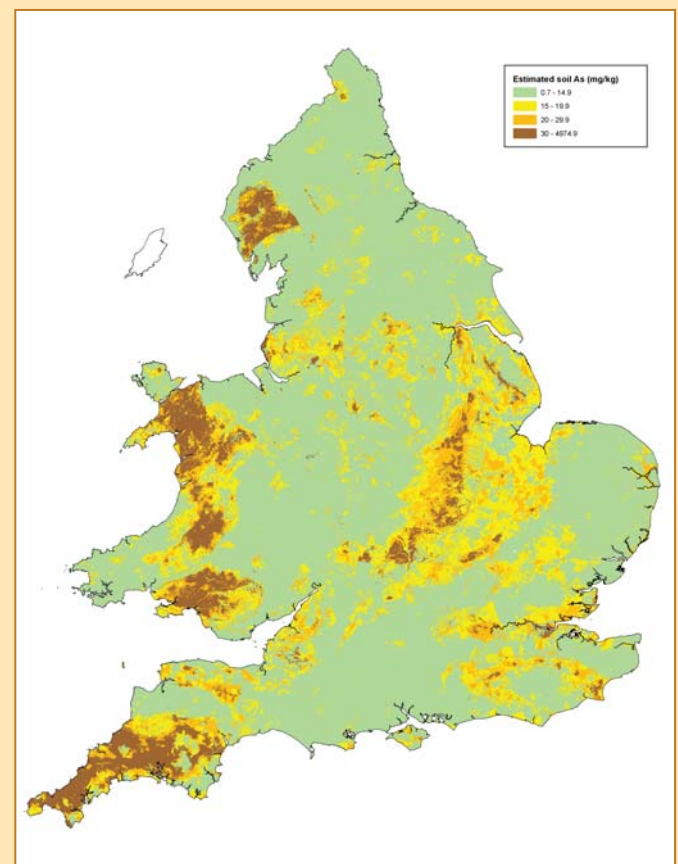 Estimated soil As (mg/kg)
0.7 - 14.9
15 - 19.9
20 - 29.9
30 - 4974.9